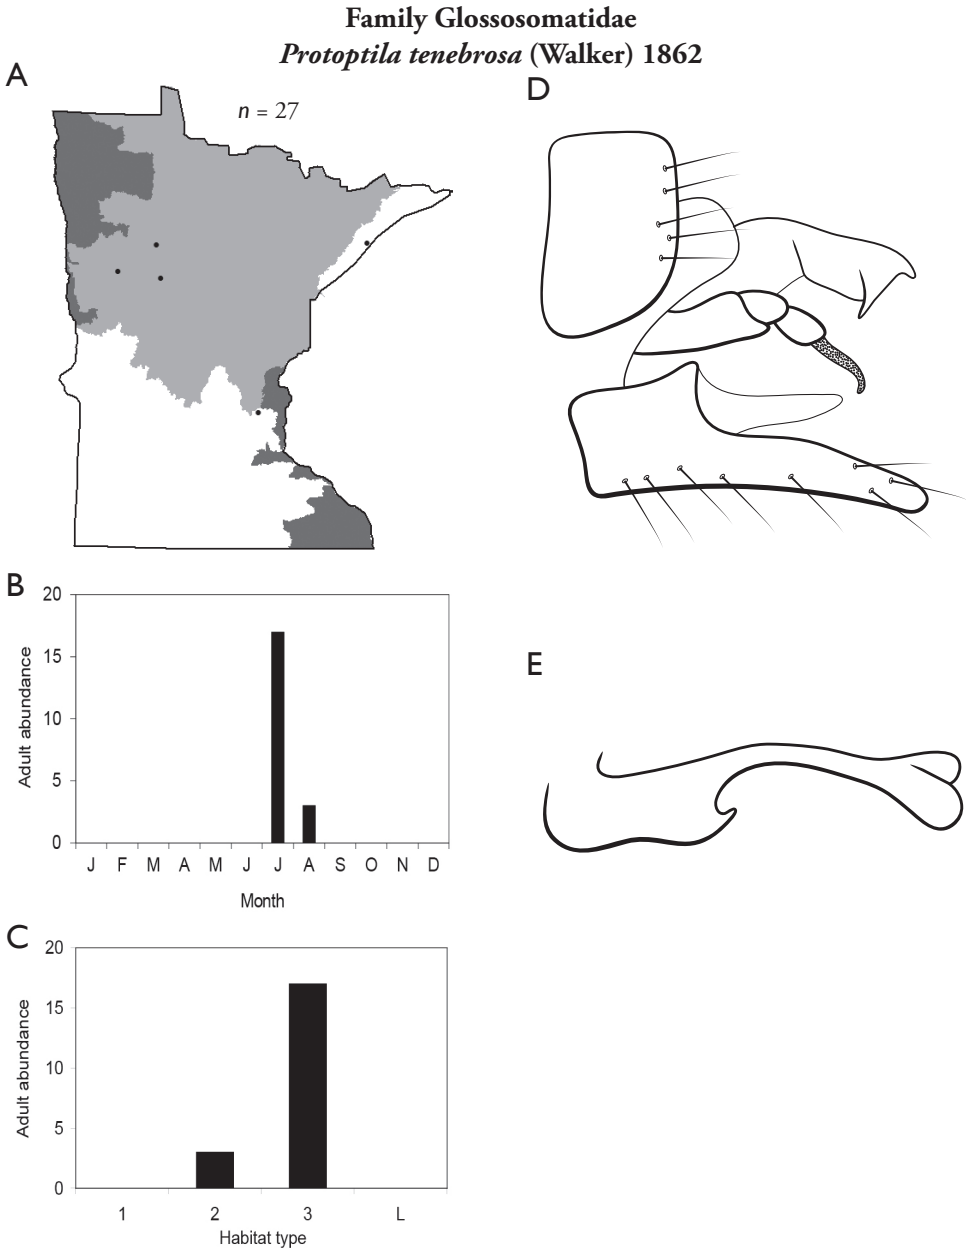 Family Glossosomatidae
Protoptila tenebrosa (Walker) 1862
A
n = 27
B
Adult abundance
20
15
10
5
0
J F M A M J J A S O N D
Month
C
Adult abundance
20
15
10
5
0
1 2 3 L
Habitat type
D
E